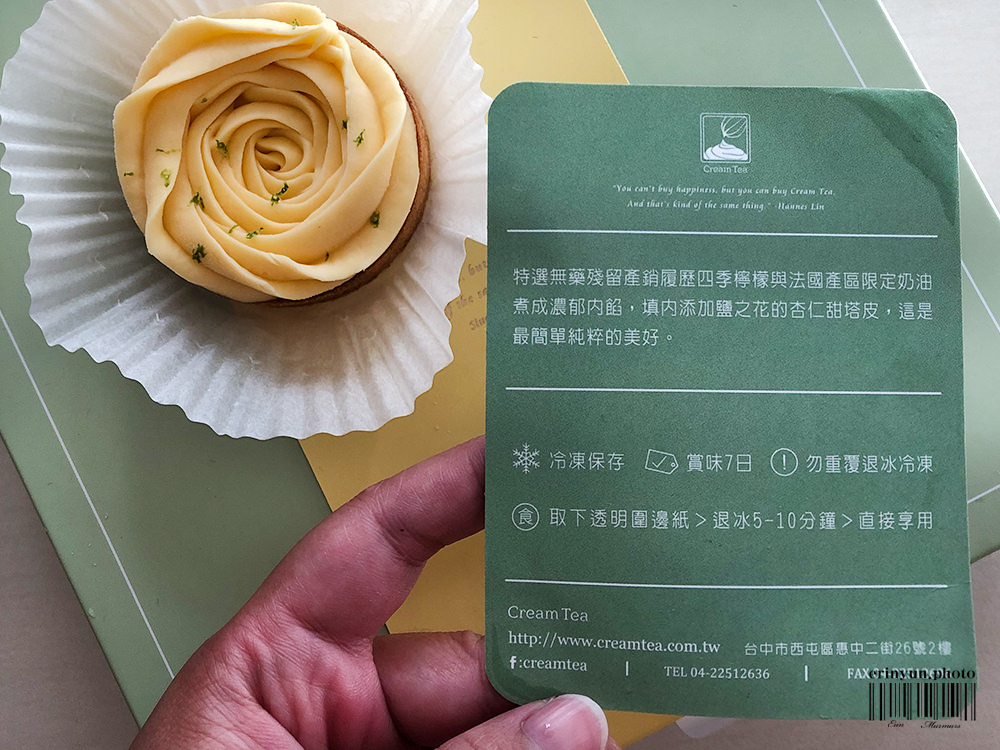 Cream Tea
"You can't buy happiness, but you can buy Cream Tea,
And that's kind of the same thing." -Hannes Lin
特選無藥殘留產銷履歷四季檸檬與法國產區限定奶油
煮成濃郁內餡，填內添加鹽之花的杏仁甜塔皮，這是
最簡單純粹的美好。
冷凍保存 賞味7日 ! 勿重覆退冰冷凍
食 取下透明圍邊紙>退冰5-10分鐘>直接享用
Cream Tea
http://www.creamtea.com.tw 台中市西屯區惠中二街26號2樓
f:creamtea | TEL 04-22512636 | FAX
erinyun.photo
Erin Murmurs